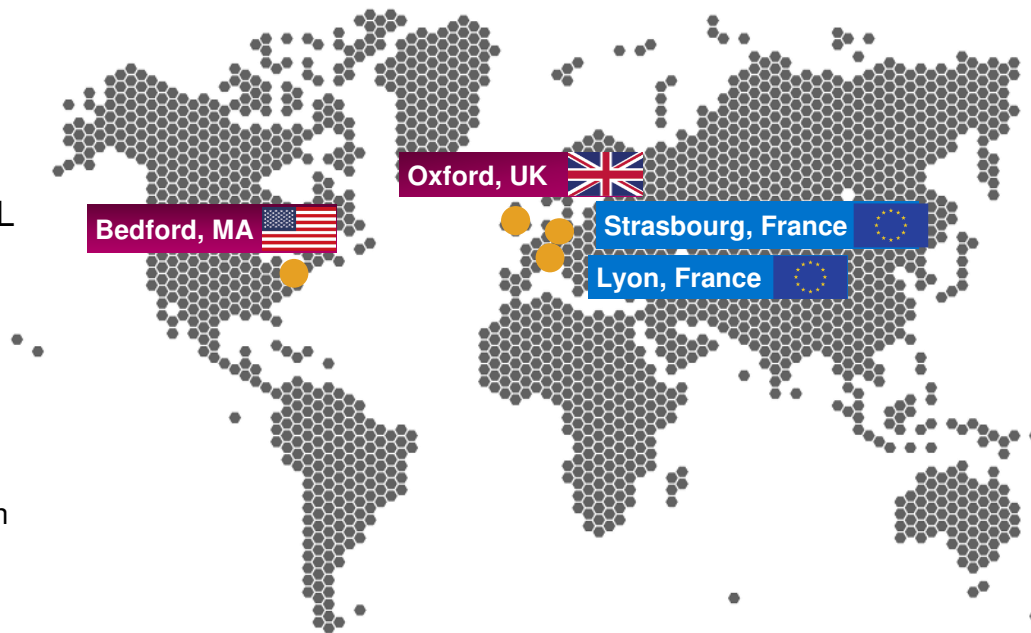 Oxford, UK
L
Bedford, MA
Strasbourg, France
Lyon, France
n